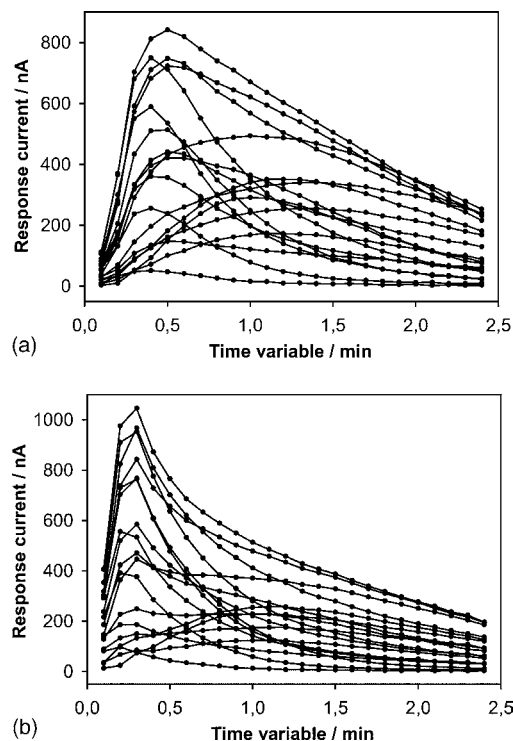 800
600
400
200
0
Response current / nA
0,0 0,5 1,0 1,5 2,0 2,5
(a)
Time variable / min
1000
800
600
400
200
0
Response current / nA
0,0 0,5 1,0 1,5 2,0 2,5
(b)
Time variable / min